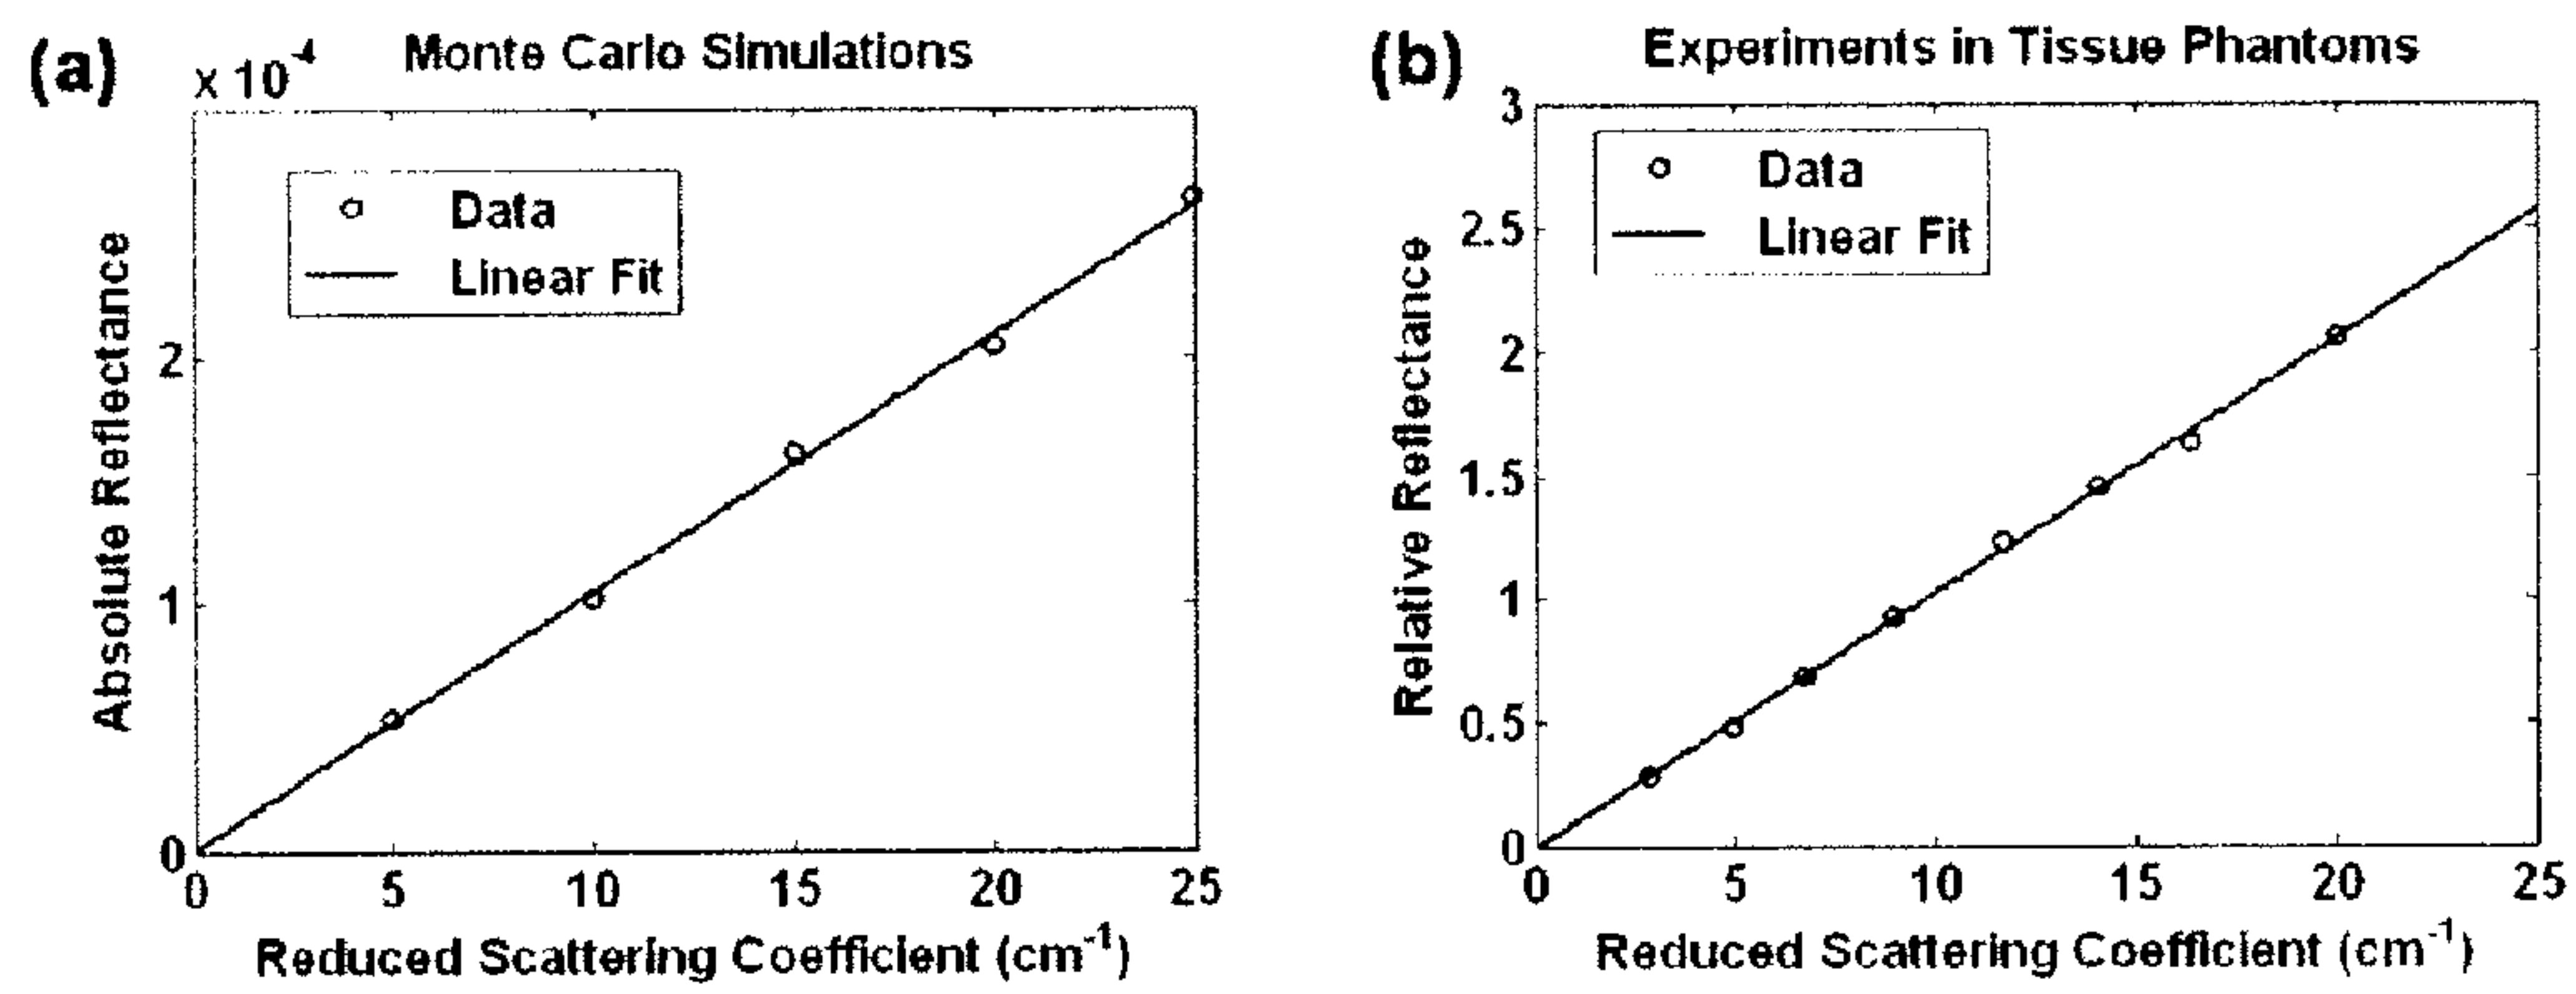 (a)
Monte Carlo Simulations
x 10^-4
Data
Linear Fit
Absolute Reflectance
2
1
0
0 5 10 15 20 25
Reduced Scattering Coefficient (cm^-1)
(b)
Experiments in Tissue Phantoms
Data
Linear Fit
Relative Reflectance
3
2.5
2
1.5
1
0.5
0
0 5 10 15 20 25
Reduced Scattering Coefficient (cm^-1)